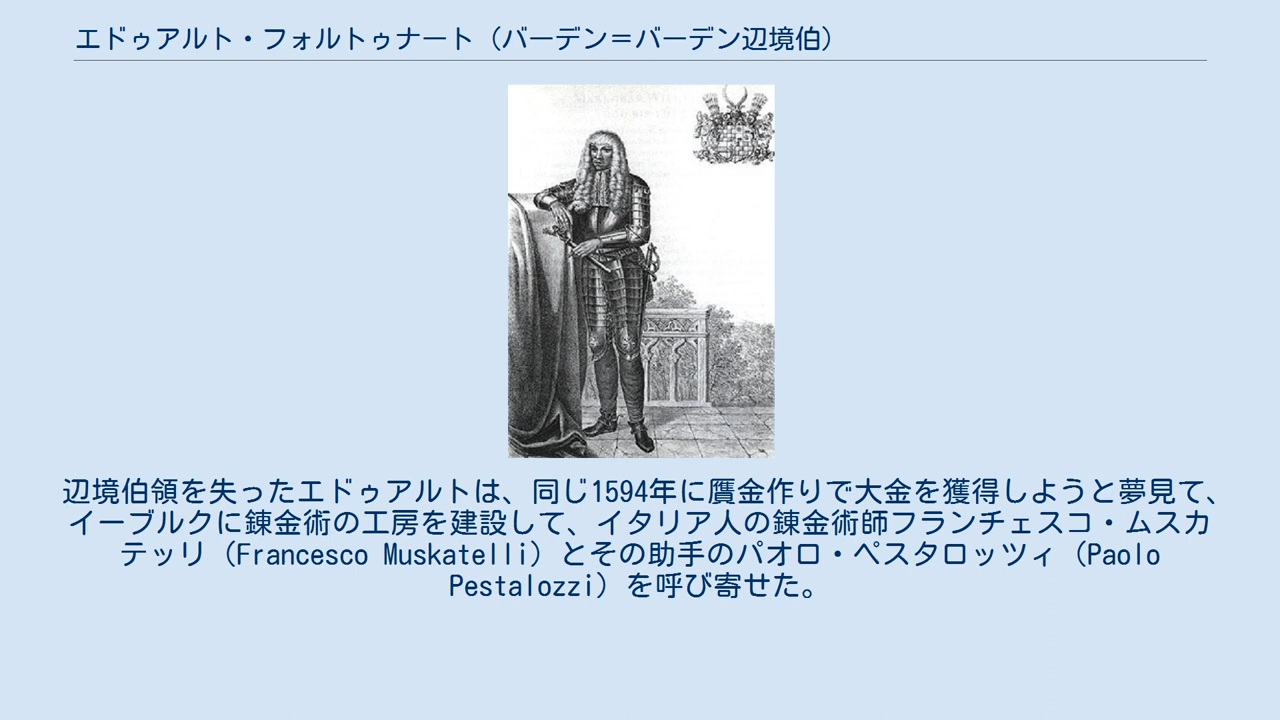 エドゥアルト・フォルトゥナート（バーデン＝バーデン辺境伯）
辺境伯領を失ったエドゥアルトは、同じ1594年に贋金作りで大金を獲得しようと夢見て、
イーブルクに錬金術の工房を建設して、イタリア人の錬金術師フランチェスコ・ムスカ
テッリ（Francesco Muskatelli）とその助手のパオロ・ペスタロッツィ（Paolo
Pestalozzi）を呼び寄せた。